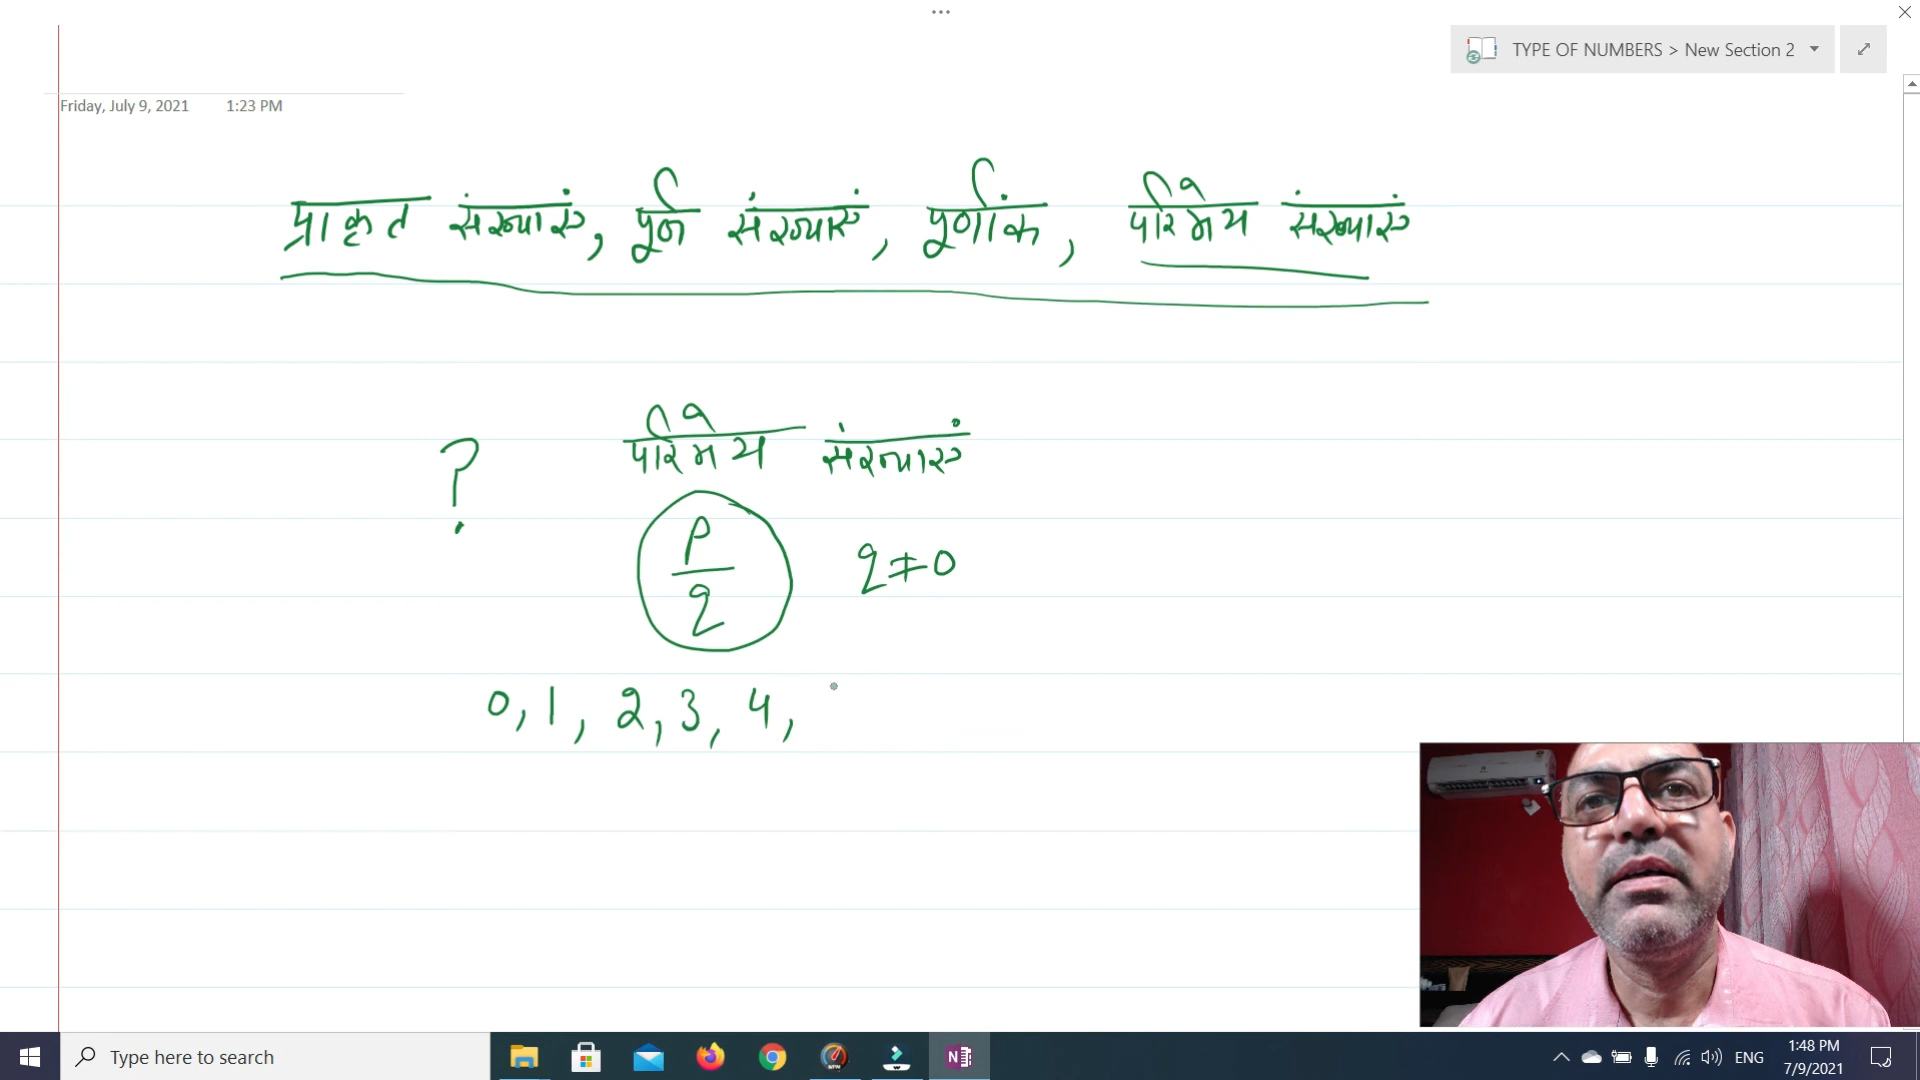 TYPE OF NUMBERS > New Section 2
Friday, July 9, 2021 1:23 PM
प्राकृत संख्याएं, पूर्ण संख्याएं, पूर्णांक, परिमेय संख्याएं
? परिमेय संख्याएं
p/q q≠0
0, 1, 2, 3, 4,
Type here to search
N
ENG
1:48 PM
7/9/2021